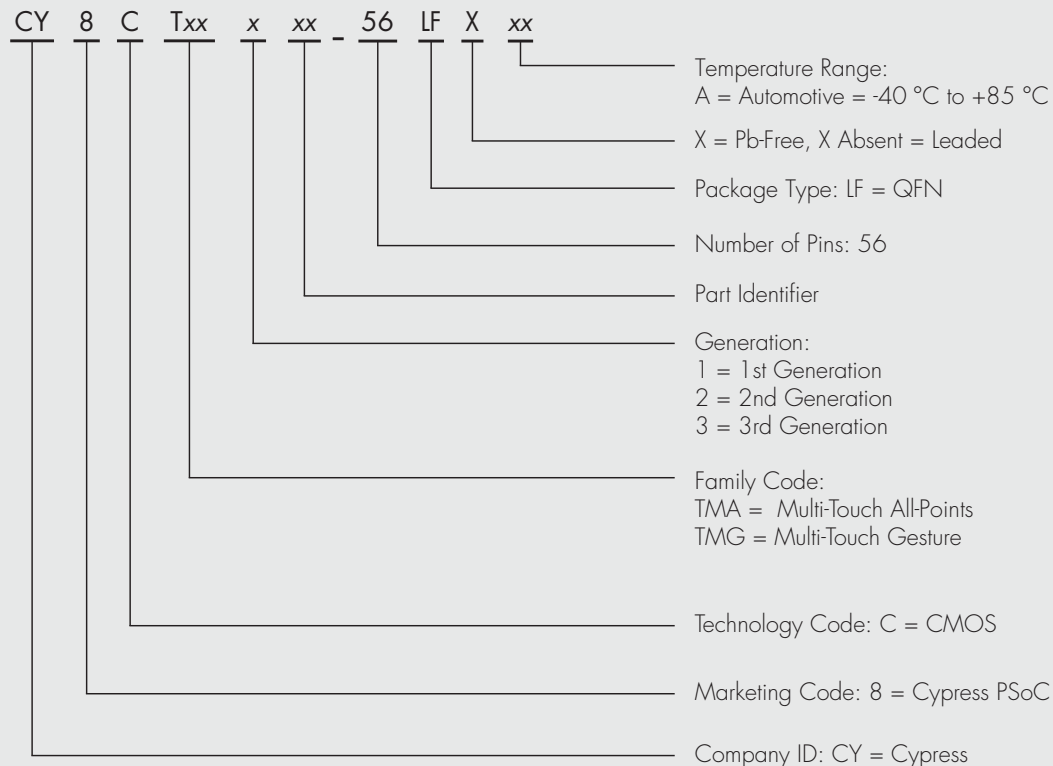 CY 8 C Txx x xx - 56 LF X xx
Temperature Range:
A = Automotive = -40 °C to +85 °C
X = Pb-Free, X Absent = Leaded
Package Type: LF = QFN
Number of Pins: 56
Part Identifier
Generation:
1 = 1st Generation
2 = 2nd Generation
3 = 3rd Generation
Family Code:
TMA = Multi-Touch All-Points
TMG = Multi-Touch Gesture
Technology Code: C = CMOS
Marketing Code: 8 = Cypress PSoC
Company ID: CY = Cypress